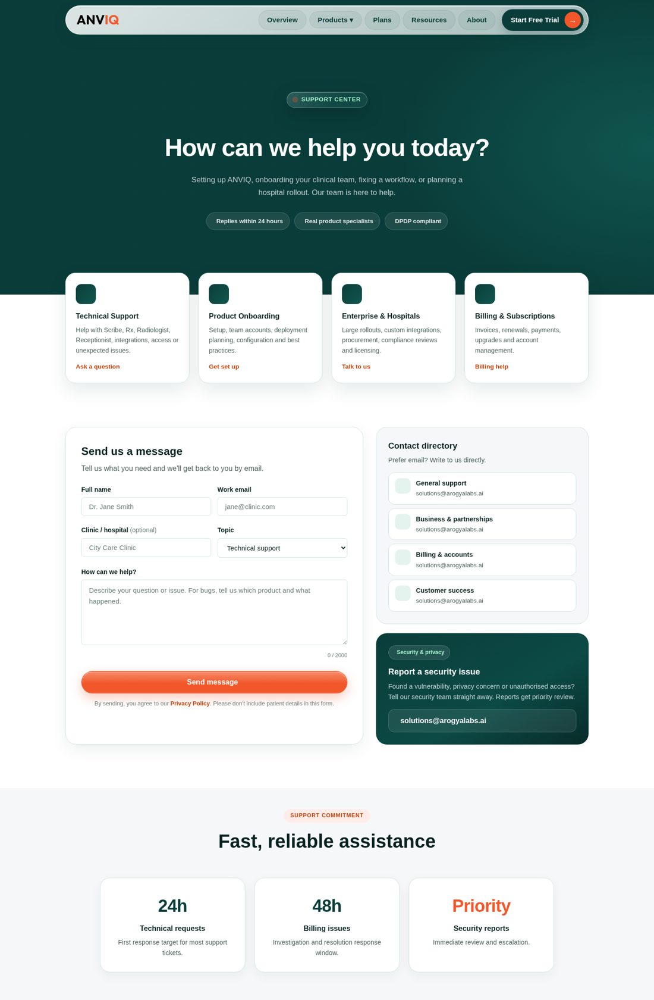 ANVIQ
Overview
Products ▾
Plans
Resources
About
Start Free Trial →
SUPPORT CENTER
How can we help you today?
Setting up ANVIQ, onboarding your clinical team, fixing a workflow, or planning a
hospital rollout. Our team is here to help.
Replies within 24 hours
Real product specialists
DPDP compliant
Technical Support
Help with Scribe, Rx, Radiologist,
Receptionist, integrations, access or
unexpected issues.
Ask a question
Product Onboarding
Setup, team accounts, deployment
planning, configuration and best
practices.
Get set up
Enterprise & Hospitals
Large rollouts, custom integrations,
procurement, compliance reviews
and licensing.
Talk to us
Billing & Subscriptions
Invoices, renewals, payments,
upgrades and account
management.
Billing help
Send us a message
Tell us what you need and we'll get back to you by email.
Full name
Dr. Jane Smith
Work email
jane@clinic.com
Clinic / hospital (optional)
City Care Clinic
Topic
Technical support
How can we help?
Describe your question or issue. For bugs, tell us which product and what
happened.
0 / 2000
Send message
By sending, you agree to our Privacy Policy. Please don't include patient details in this form.
Contact directory
Prefer email? Write to us directly.
General support
solutions@arogyalabs.ai
Business & partnerships
solutions@arogyalabs.ai
Billing & accounts
solutions@arogyalabs.ai
Customer success
solutions@arogyalabs.ai
Security & privacy
Report a security issue
Found a vulnerability, privacy concern or unauthorised access?
Tell our security team straight away. Reports get priority review.
solutions@arogyalabs.ai
SUPPORT COMMITMENT
Fast, reliable assistance
24h
Technical requests
First response target for most support
tickets.
48h
Billing issues
Investigation and resolution response
window.
Priority
Security reports
Immediate review and escalation.